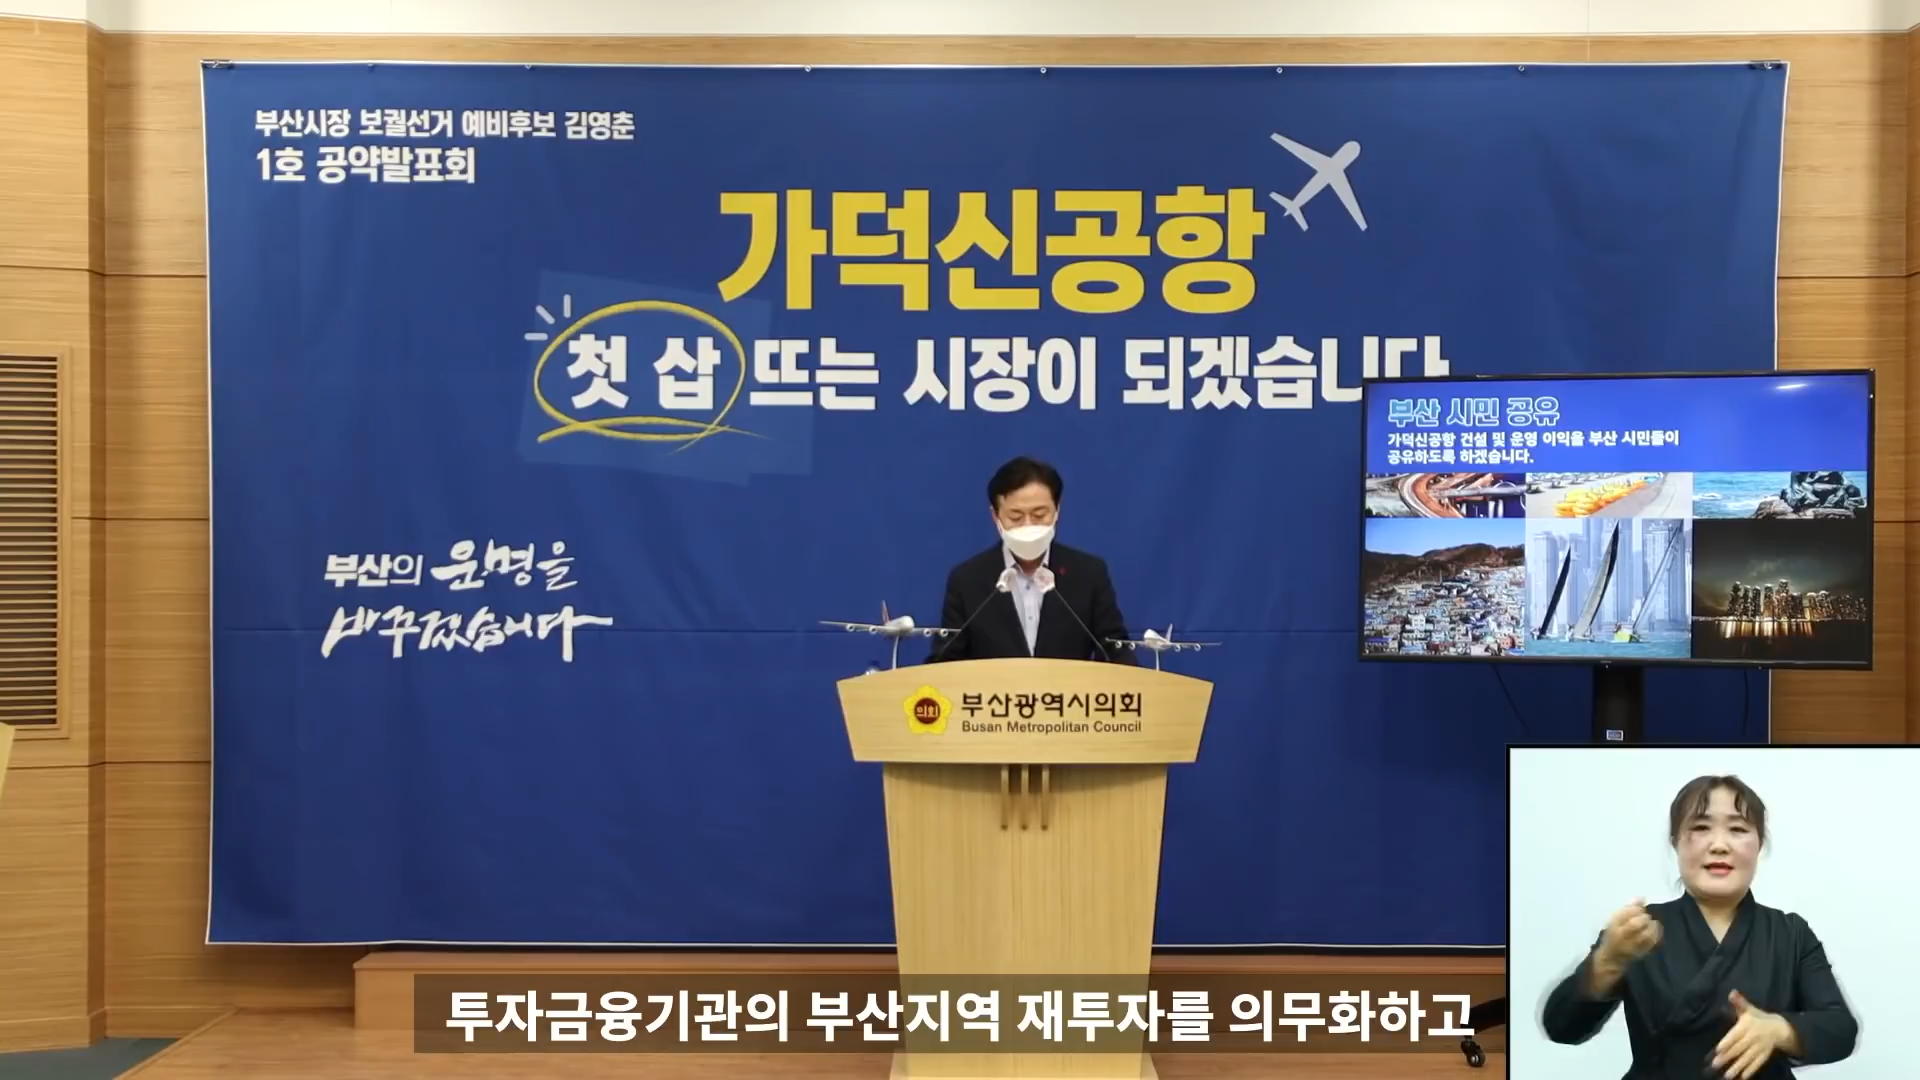 부산시장 보궐선거 예비후보 김영춘
1호 공약발표회
가덕신공항
첫 삽 뜨는 시장이 되겠습니다
부산의 운명을
바꾸겠습니다
부산 시민 공유
가덕신공항 건설 및 운영 이익을 부산 시민들이
공유하도록 하겠습니다.
의회 부산광역시의회
Busan Metropolitan Council
투자금융기관의 부산지역 재투자를 의무화하고